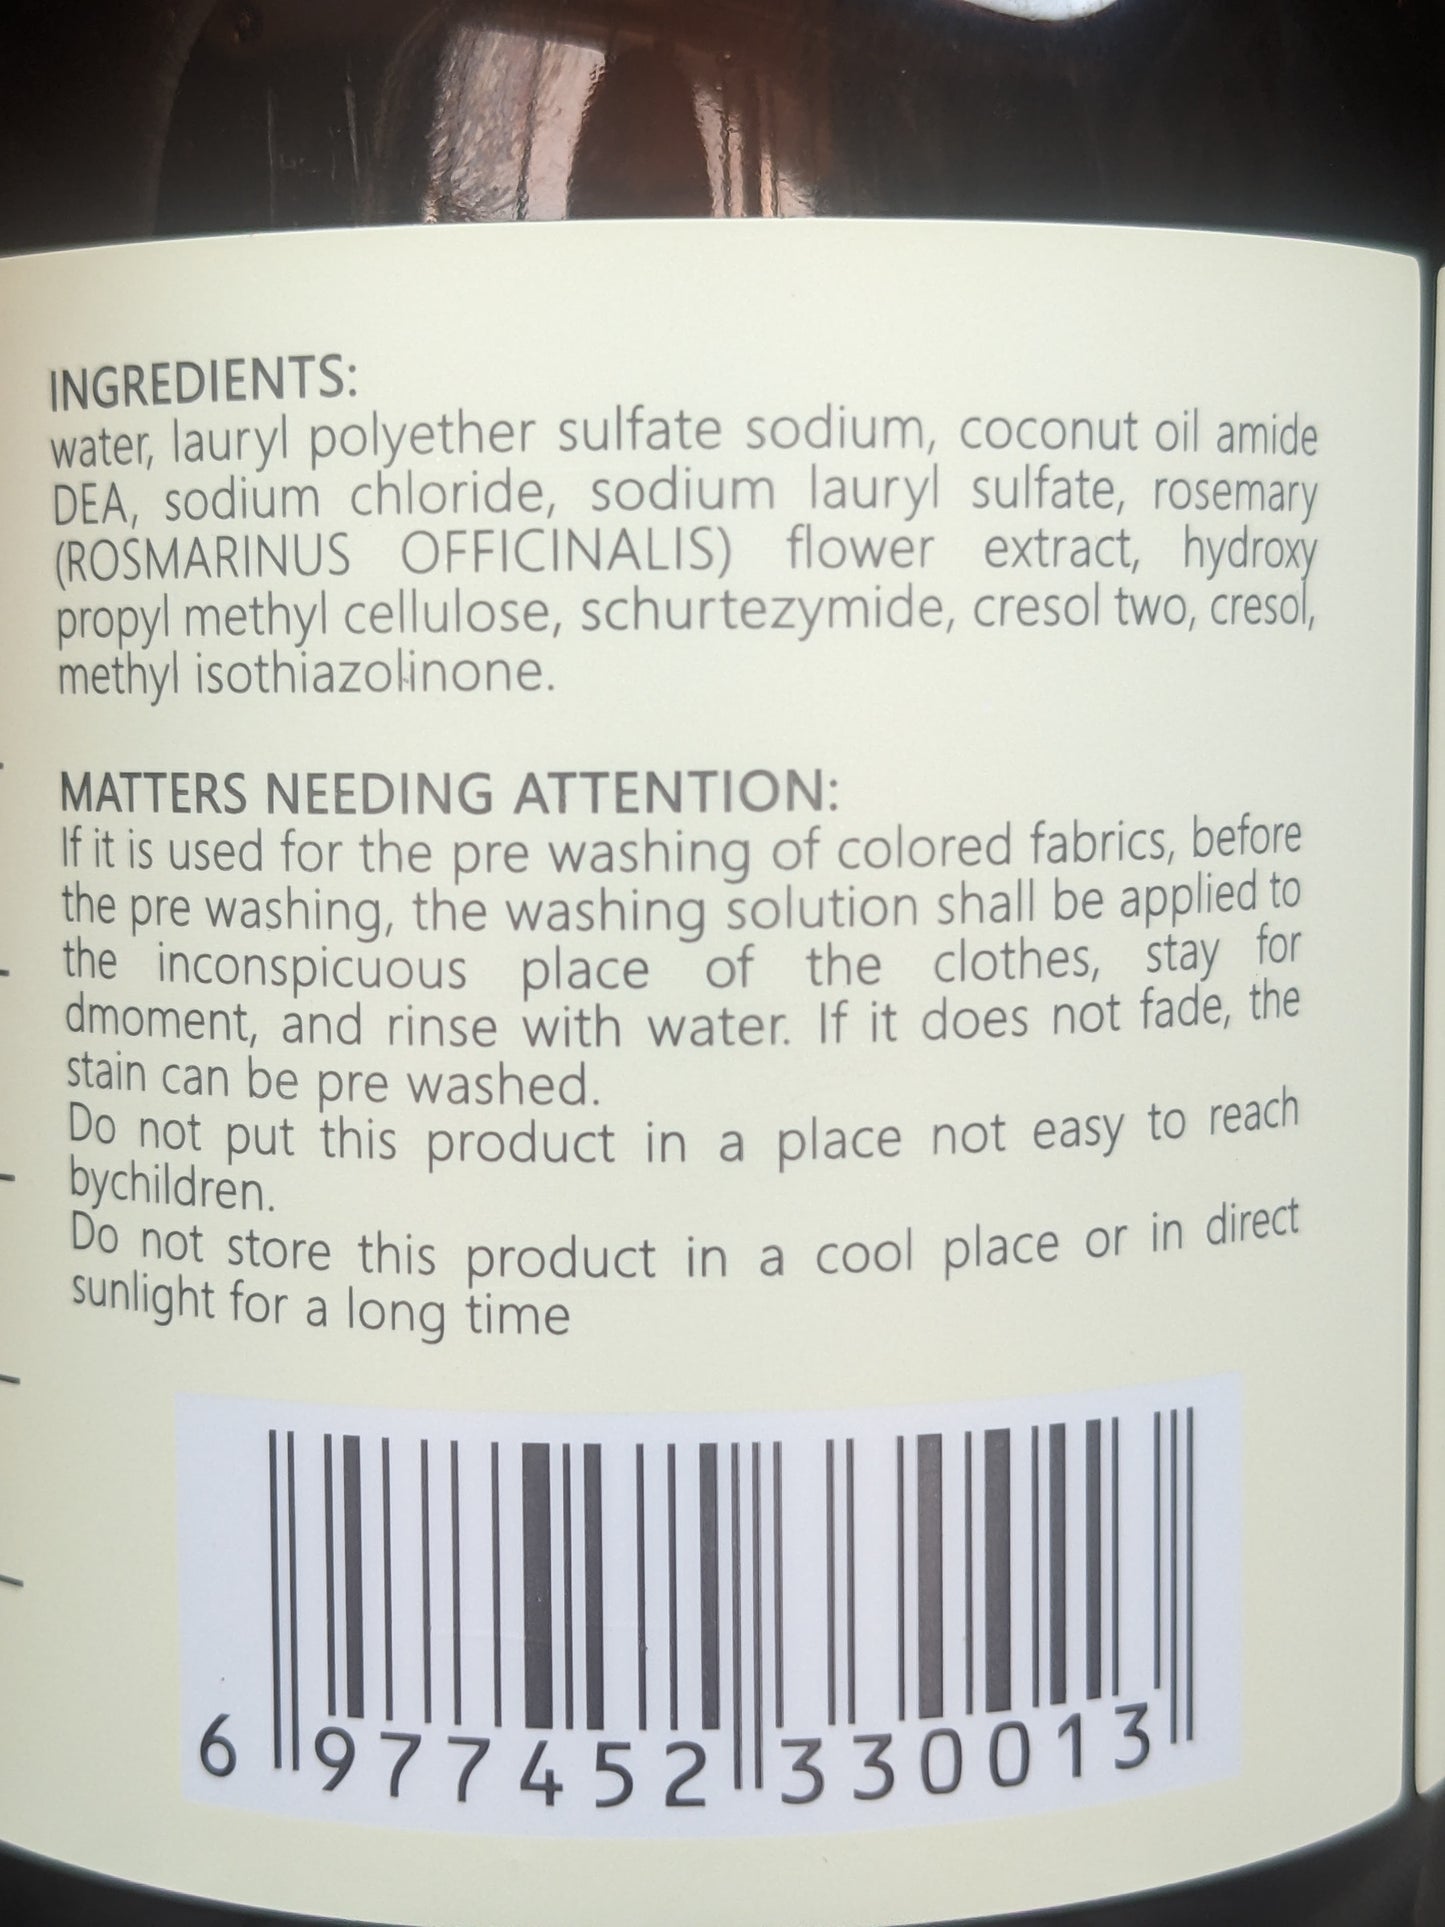 INGREDIENTS:
water, lauryl polyether sulfate sodium, coconut oil amide
DEA, sodium chloride, sodium lauryl sulfate, rosemary
(ROSMARINUS OFFICINALIS) flower extract, hydroxy
propyl methyl cellulose, schurtezymide, cresol two, cresol,
methyl isothiazolinone.
MATTERS NEEDING ATTENTION:
If it is used for the pre washing of colored fabrics, before
the pre washing, the washing solution shall be applied to
the inconspicuous place of the clothes, stay for
dmoment, and rinse with water. If it does not fade, the
stain can be pre washed.
Do not put this product in a place not easy to reach
bychildren.
Do not store this product in a cool place or in direct
sunlight for a long time
6 977452 330013